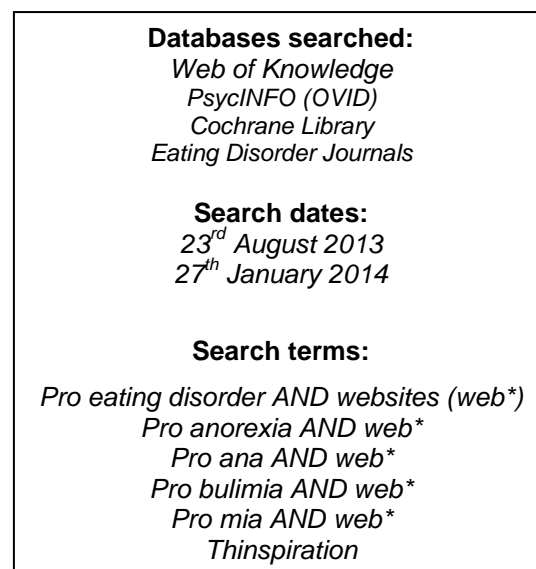 Databases searched:
Web of Knowledge
PsycINFO (OVID)
Cochrane Library
Eating Disorder Journals
Search dates:
23rd August 2013
27th January 2014
Search terms:
Pro eating disorder AND websites (web*)
Pro anorexia AND web*
Pro ana AND web*
Pro bulimia AND web*
Pro mia AND web*
Thinspiration